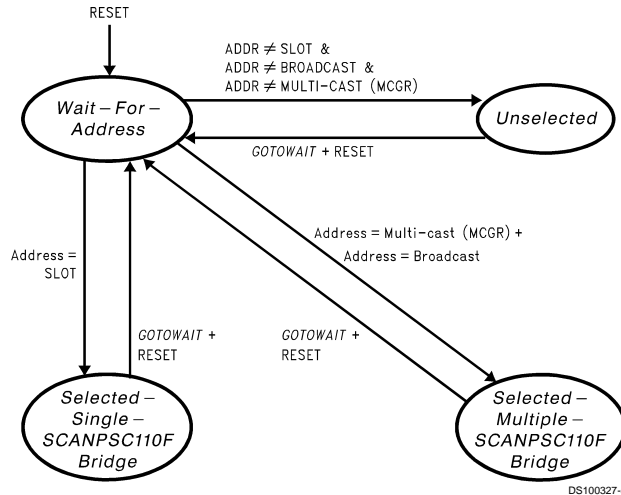 RESET
ADDR ≠ SLOT &
ADDR ≠ BROADCAST &
ADDR ≠ MULTI-CAST (MCGR)
Wait–For–
Address
Unselected
GOTOWAIT + RESET
Address =
SLOT
Address = Multi-cast (MCGR) +
Address = Broadcast
GOTOWAIT +
RESET
GOTOWAIT +
RESET
Selected–
Single–
SCANPSC110F
Bridge
Selected–
Multiple–
SCANPSC110F
Bridge
DS100327-